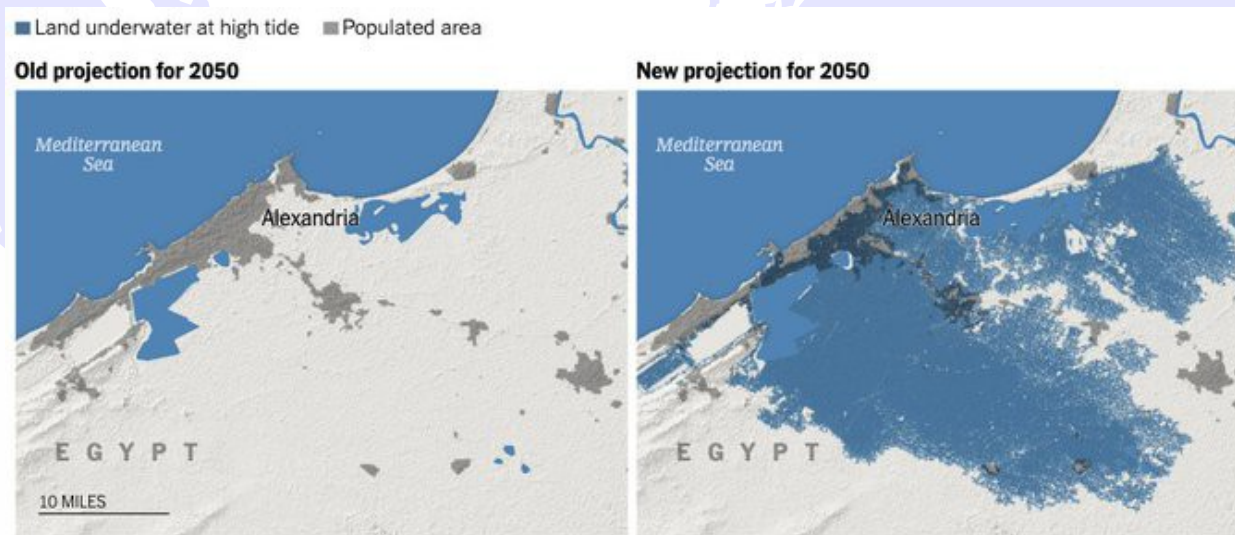 Land underwater at high tide Populated area
Old projection for 2050
Mediterranean
Sea
Alexandria
EGYPT
10 MILES
New projection for 2050
Mediterranean
Sea
Alexandria
EGYPT